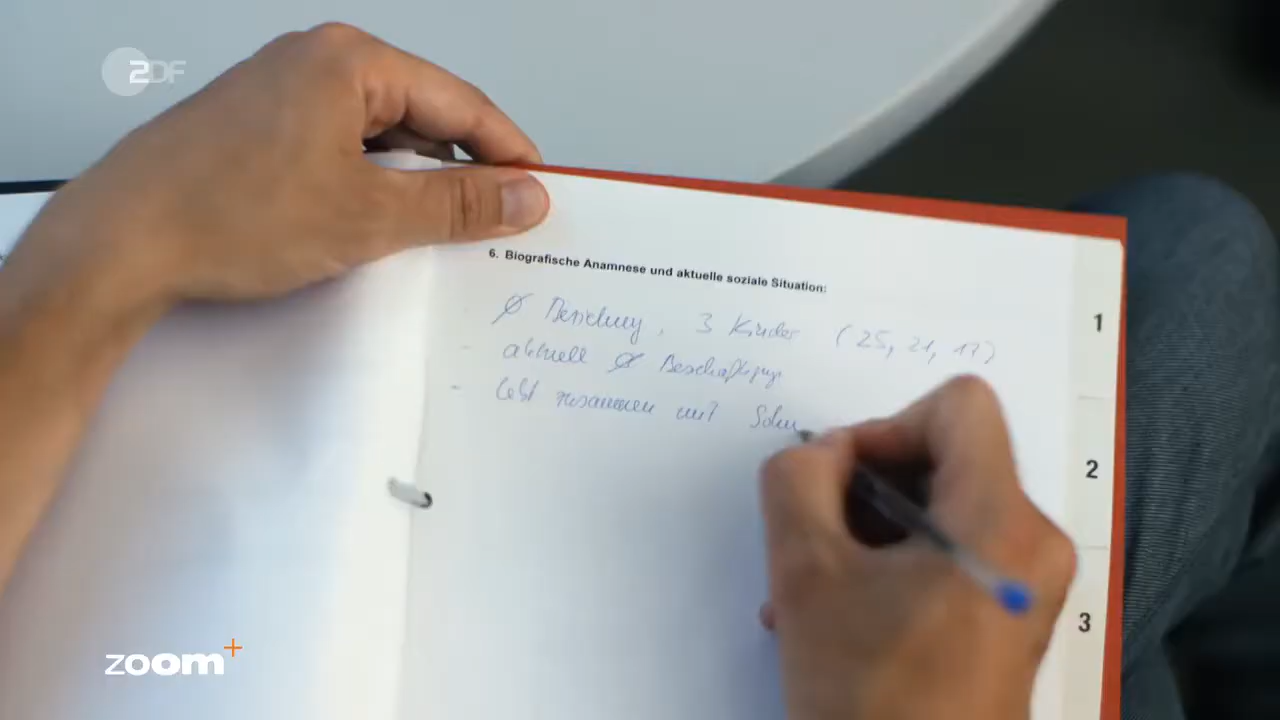 ZDF
6. Biografische Anamnese und aktuelle soziale Situation:
Ø Beziehung, 3 Kinder (25, 21, 17)
- aktuell Ø Beschäftigung
- lebt zusammen mit Sohn
1
2
3
zoom+